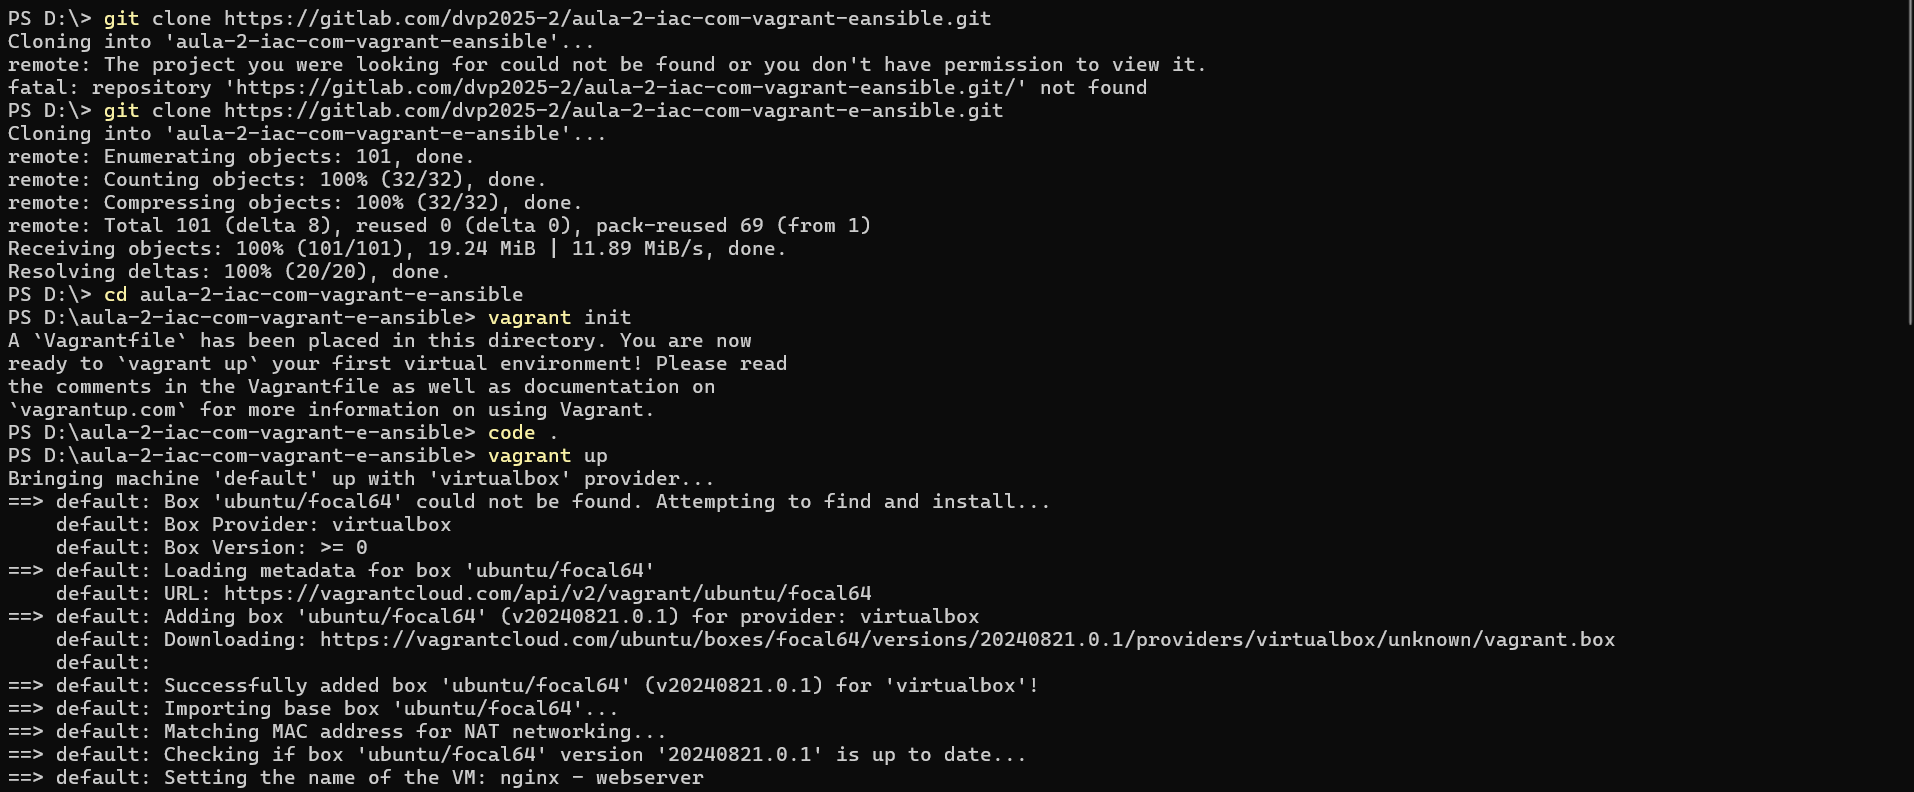 PS D:\> git clone https://gitlab.com/dvp2025-2/aula-2-iac-com-vagrant-eansible.git
Cloning into 'aula-2-iac-com-vagrant-eansible'...
remote: The project you were looking for could not be found or you don't have permission to view it.
fatal: repository 'https://gitlab.com/dvp2025-2/aula-2-iac-com-vagrant-eansible.git/' not found
PS D:\> git clone https://gitlab.com/dvp2025-2/aula-2-iac-com-vagrant-e-ansible.git
Cloning into 'aula-2-iac-com-vagrant-e-ansible'...
remote: Enumerating objects: 101, done.
remote: Counting objects: 100% (32/32), done.
remote: Compressing objects: 100% (32/32), done.
remote: Total 101 (delta 8), reused 0 (delta 0), pack-reused 69 (from 1)
Receiving objects: 100% (101/101), 19.24 MiB | 11.89 MiB/s, done.
Resolving deltas: 100% (20/20), done.
PS D:\> cd aula-2-iac-com-vagrant-e-ansible
PS D:\aula-2-iac-com-vagrant-e-ansible> vagrant init
A `Vagrantfile` has been placed in this directory. You are now
ready to `vagrant up` your first virtual environment! Please read
the comments in the Vagrantfile as well as documentation on
`vagrantup.com` for more information on using Vagrant.
PS D:\aula-2-iac-com-vagrant-e-ansible> code .
PS D:\aula-2-iac-com-vagrant-e-ansible> vagrant up
Bringing machine 'default' up with 'virtualbox' provider...
==> default: Box 'ubuntu/focal64' could not be found. Attempting to find and install...
    default: Box Provider: virtualbox
    default: Box Version: >= 0
==> default: Loading metadata for box 'ubuntu/focal64'
    default: URL: https://vagrantcloud.com/api/v2/vagrant/ubuntu/focal64
==> default: Adding box 'ubuntu/focal64' (v20240821.0.1) for provider: virtualbox
    default: Downloading: https://vagrantcloud.com/ubuntu/boxes/focal64/versions/20240821.0.1/providers/virtualbox/unknown/vagrant.box
    default:
==> default: Successfully added box 'ubuntu/focal64' (v20240821.0.1) for 'virtualbox'!
==> default: Importing base box 'ubuntu/focal64'...
==> default: Matching MAC address for NAT networking...
==> default: Checking if box 'ubuntu/focal64' version '20240821.0.1' is up to date...
==> default: Setting the name of the VM: nginx - webserver